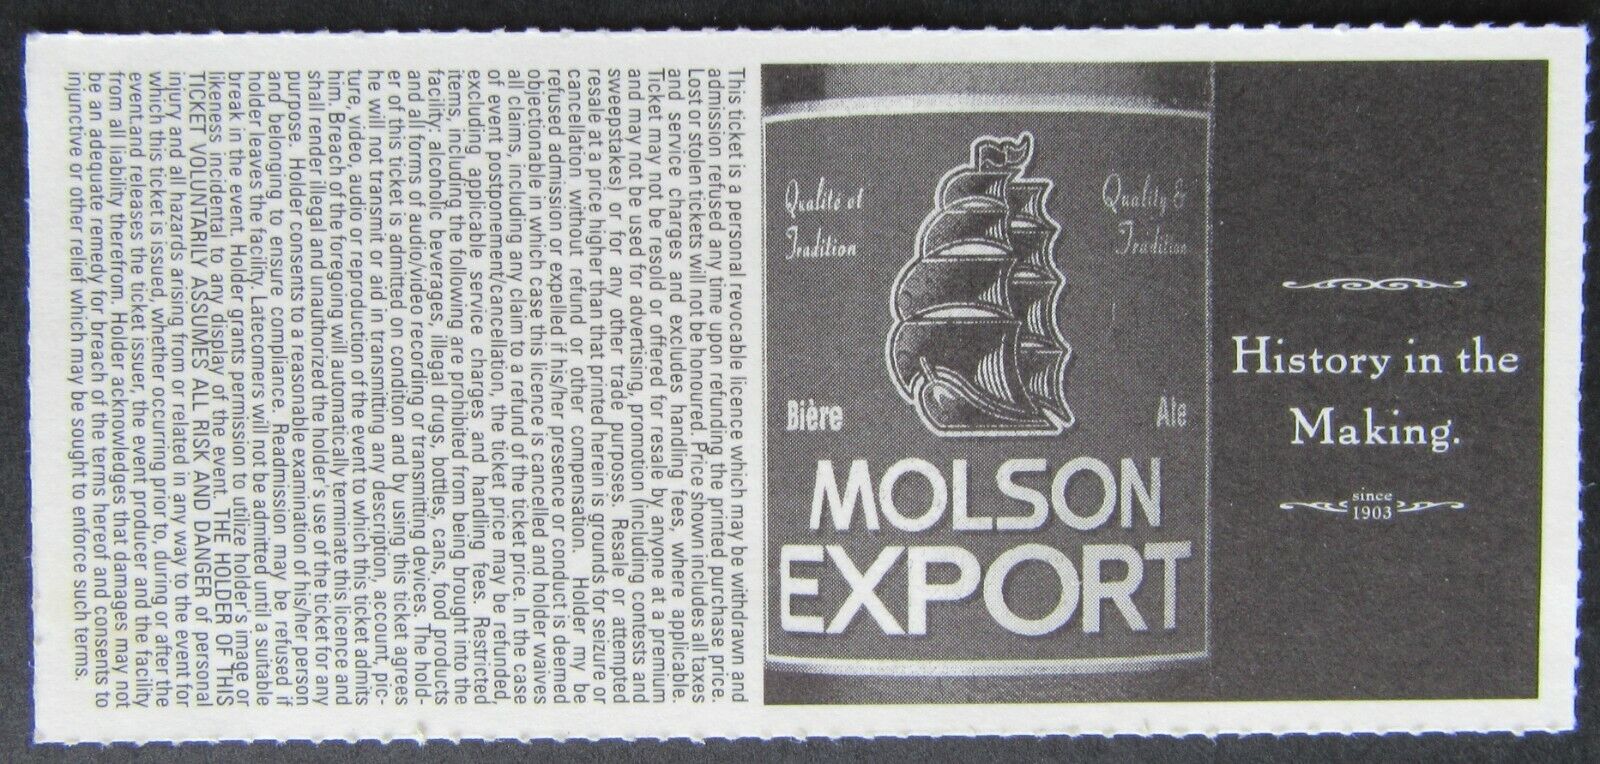 This ticket is a personal revocable licence which may be withdrawn and
admission refused any time upon refunding the printed purchase price.
Lost or stolen tickets will not be honoured. Price shown includes all taxes
and service charges and excludes handling fees, where applicable.
Ticket may not be resold or offered for resale by anyone at a premium
and may not be used for advertising, promotion (including contests and
sweepstakes) or for any other trade purposes. Resale or attempted
resale at a price higher than that printed herein is grounds for seizure or
cancellation without refund or other compensation. Holder my be
refused admission or expelled if his/her presence or conduct is deemed
objectionable in which case this licence is cancelled and holder waives
all claims, including any claim to a refund of the ticket price. In the case
of event postponement/cancellation, the ticket price may be refunded,
excluding applicable service charges and handling fees. Restricted
items, including the following are prohibited from being brought into the
facility: alcoholic beverages, illegal drugs, bottles, cans, food products
and all forms of audio/video recording or transmitting devices. The hold-
er of this ticket is admitted on condition and by using this ticket agrees
he will not transmit or aid in transmitting any description, account, pic-
ture, video, audio or reproduction of the event to which this ticket admits
him. Breach of the foregoing will automatically terminate this licence and
shall render illegal and unauthorized the holder's use of the ticket for any
purpose. Holder consents to a reasonable examination of his/her person
and belonging to ensure compliance. Readmission may be refused if
holder leaves the facility. Latecomers will not be admitted until a suitable
break in the event. Holder grants permission to utilize holder's image or
likeness incidental to any display of the event. THE HOLDER OF THIS
TICKET VOLUNTARILY ASSUMES ALL RISK AND DANGER of personal
injury and all hazards arising from or related in any way to the event for
which this ticket is issued, whether occurring prior to, during or after the
event and releases the ticket issuer, the event producer and the facility
from all liability therefrom. Holder acknowledges that damages may not
be an adequate remedy for breach of the terms hereof and consents to
injunctive or other relief which may be sought to enforce such terms.
Qualité et
Tradition
Quality &
Tradition
Bière
Ale
MOLSON
EXPORT
History in the
Making.
since
1903